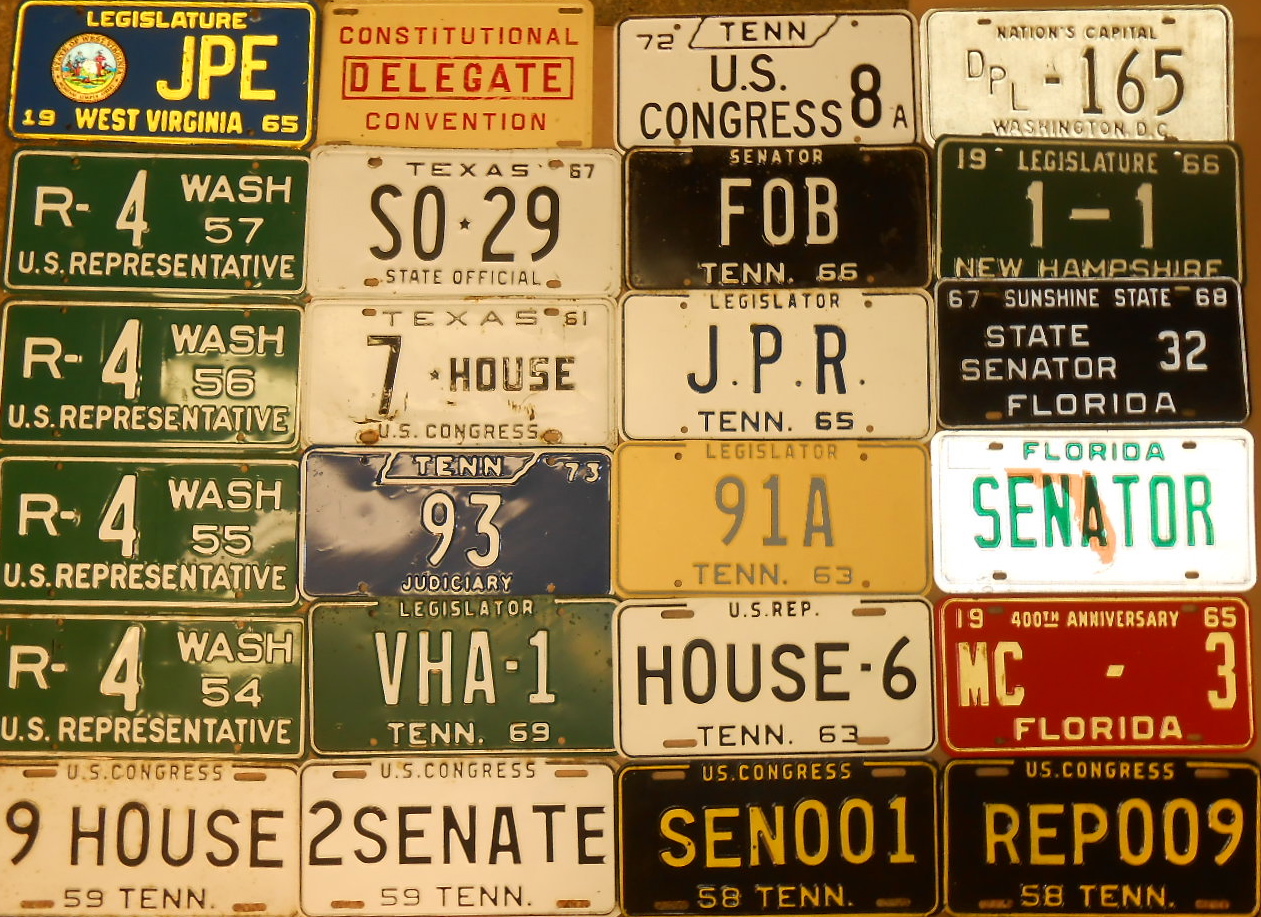 LEGISLATURE
JPE
19 WEST VIRGINIA 65
CONSTITUTIONAL
DELEGATE
CONVENTION
72 TENN
U.S.
CONGRESS 8 A
NATION'S CAPITAL
DPL - 165
WASHINGTON, D.C.
R- 4 WASH
57
U.S. REPRESENTATIVE
TEXAS 67
SO ★ 29
STATE OFFICIAL
SENATOR
FOB
TENN. 66
19 LEGISLATURE 66
1-1
NEW HAMPSHIRE
R- 4 WASH
56
U.S. REPRESENTATIVE
TEXAS 61
7 ★ HOUSE
U.S. CONGRESS
LEGISLATOR
J.P.R.
TENN. 65
67 SUNSHINE STATE 68
STATE
SENATOR 32
FLORIDA
R- 4 WASH
55
U.S. REPRESENTATIVE
TENN 73
93
JUDICIARY
LEGISLATOR
91A
TENN. 63
FLORIDA
SENATOR
R- 4 WASH
54
U.S. REPRESENTATIVE
LEGISLATOR
VHA-1
TENN. 69
U.S. REP.
HOUSE-6
TENN. 63
19 400TH ANNIVERSARY 65
MC - 3
FLORIDA
U.S. CONGRESS
9 HOUSE
59 TENN.
U.S. CONGRESS
2SENATE
59 TENN.
U.S. CONGRESS
SEN001
58 TENN.
U.S. CONGRESS
REP009
58 TENN.